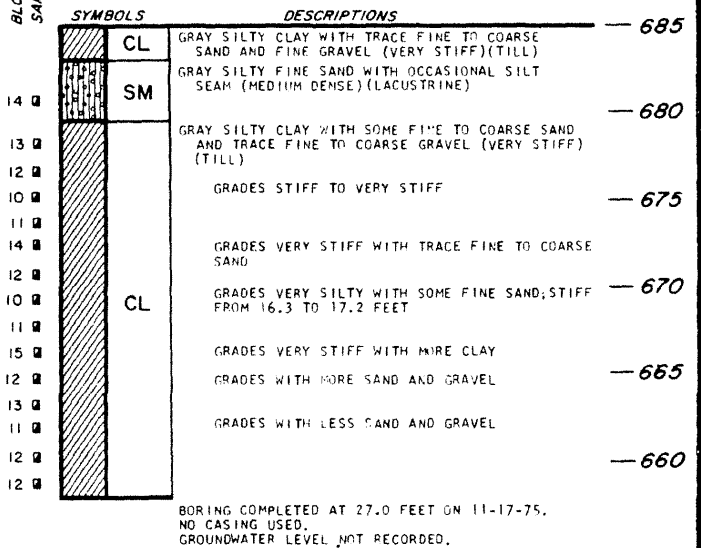 BLO
SA
SYMBOLS DESCRIPTIONS
685
CL GRAY SILTY CLAY WITH TRACE FINE TO COARSE
SAND AND FINE GRAVEL (VERY STIFF)(TILL)
SM GRAY SILTY FINE SAND WITH OCCASIONAL SILT
SEAM (MEDIUM DENSE)(LACUSTRINE)
14 680
GRAY SILTY CLAY WITH SOME FINE TO COARSE SAND
13 AND TRACE FINE TO COARSE GRAVEL (VERY STIFF)
(TILL)
12
10 GRADES STIFF TO VERY STIFF 675
11
14 GRADES VERY STIFF WITH TRACE FINE TO COARSE
SAND
12 670
10 CL GRADES VERY SILTY WITH SOME FINE SAND;STIFF
FROM 16.3 TO 17.2 FEET
11
15 GRADES VERY STIFF WITH MORE CLAY
665
12 GRADES WITH MORE SAND AND GRAVEL
13
11 GRADES WITH LESS SAND AND GRAVEL
12 660
12
BORING COMPLETED AT 27.0 FEET ON 11-17-75.
NO CASING USED.
GROUNDWATER LEVEL NOT RECORDED.